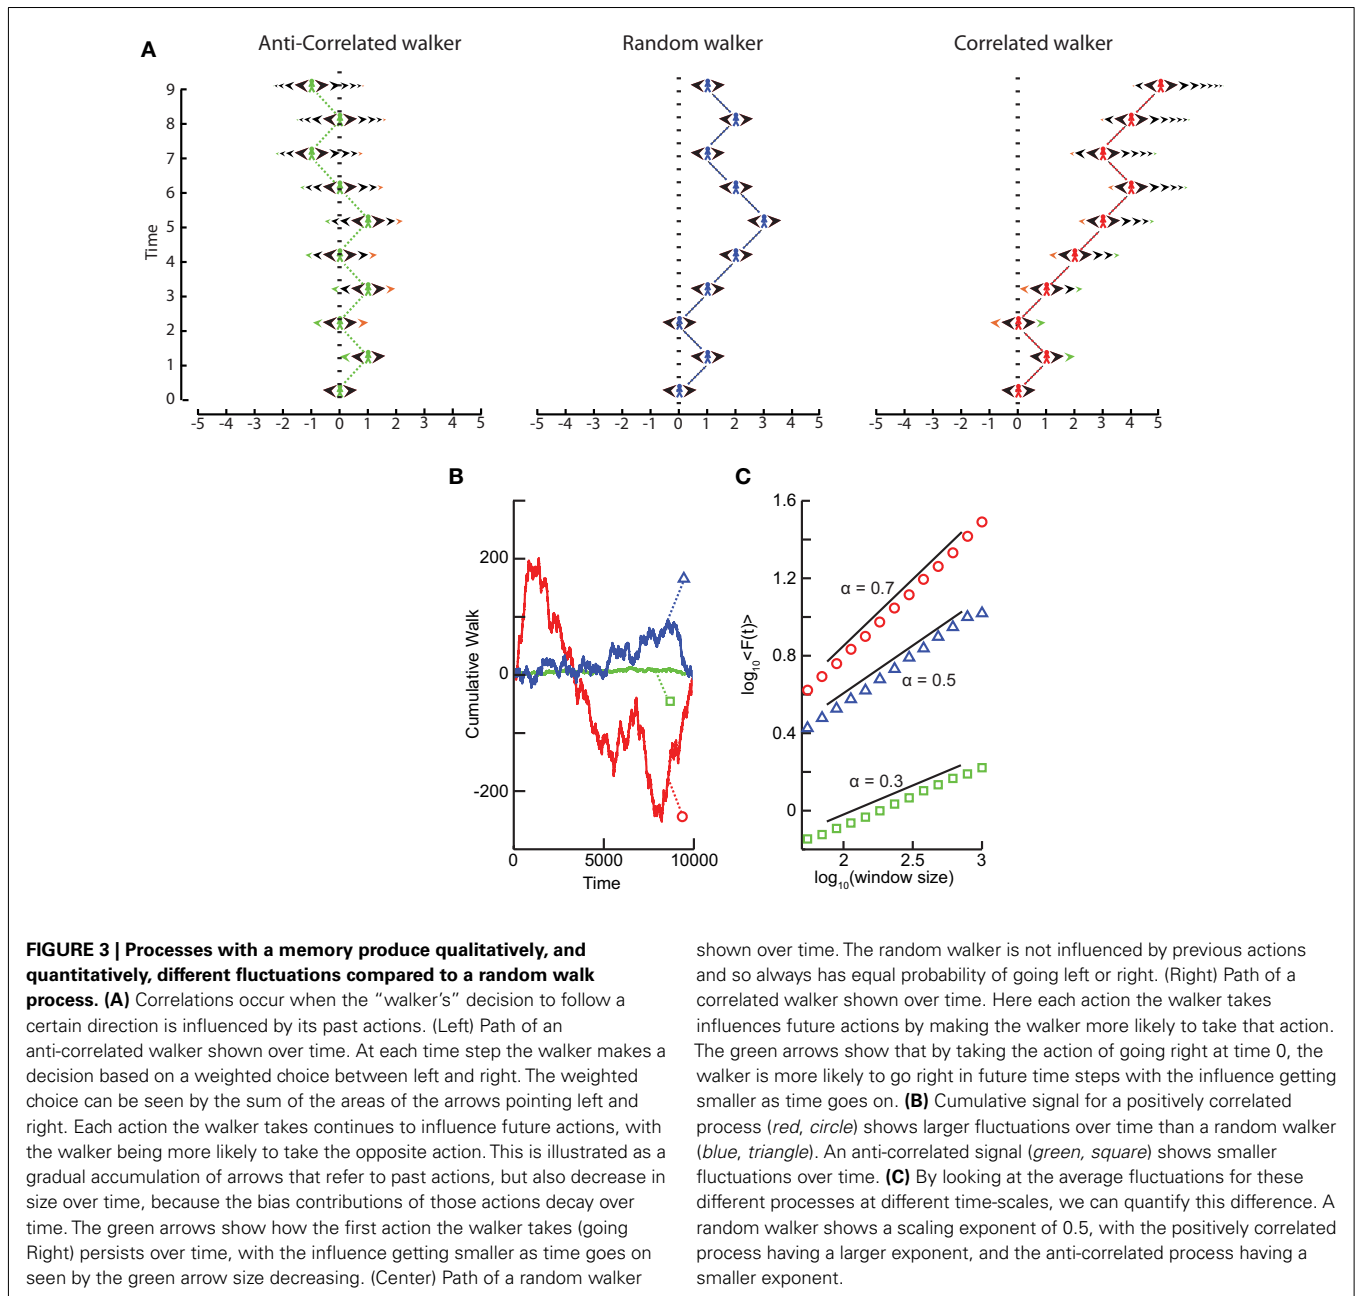 A
Anti-Correlated walker
Random walker
Correlated walker
9
8
7
6
5
4
3
2
1
0
Time
-5 -4 -3 -2 -1 0 1 2 3 4 5
-5 -4 -3 -2 -1 0 1 2 3 4 5
-5 -4 -3 -2 -1 0 1 2 3 4 5
B
200
0
-200
Cumulative Walk
0 5000 10000
Time
C
1.6
1.2
0.8
0.4
0
log₁₀<F(t)>
α = 0.7
α = 0.5
α = 0.3
2 2.5 3
log₁₀(window size)
FIGURE 3 | Processes with a memory produce qualitatively, and
quantitatively, different fluctuations compared to a random walk
process. (A) Correlations occur when the “walker’s” decision to follow a
certain direction is influenced by its past actions. (Left) Path of an
anti-correlated walker shown over time. At each time step the walker makes a
decision based on a weighted choice between left and right. The weighted
choice can be seen by the sum of the areas of the arrows pointing left and
right. Each action the walker takes continues to influence future actions, with
the walker being more likely to take the opposite action. This is illustrated as a
gradual accumulation of arrows that refer to past actions, but also decrease in
size over time, because the bias contributions of those actions decay over
time. The green arrows show how the first action the walker takes (going
Right) persists over time, with the influence getting smaller as time goes on
seen by the green arrow size decreasing. (Center) Path of a random walker
shown over time. The random walker is not influenced by previous actions
and so always has equal probability of going left or right. (Right) Path of a
correlated walker shown over time. Here each action the walker takes
influences future actions by making the walker more likely to take that action.
The green arrows show that by taking the action of going right at time 0, the
walker is more likely to go right in future time steps with the influence getting
smaller as time goes on. (B) Cumulative signal for a positively correlated
process (red, circle) shows larger fluctuations over time than a random walker
(blue, triangle). An anti-correlated signal (green, square) shows smaller
fluctuations over time. (C) By looking at the average fluctuations for these
different processes at different time-scales, we can quantify this difference. A
random walker shows a scaling exponent of 0.5, with the positively correlated
process having a larger exponent, and the anti-correlated process having a
smaller exponent.